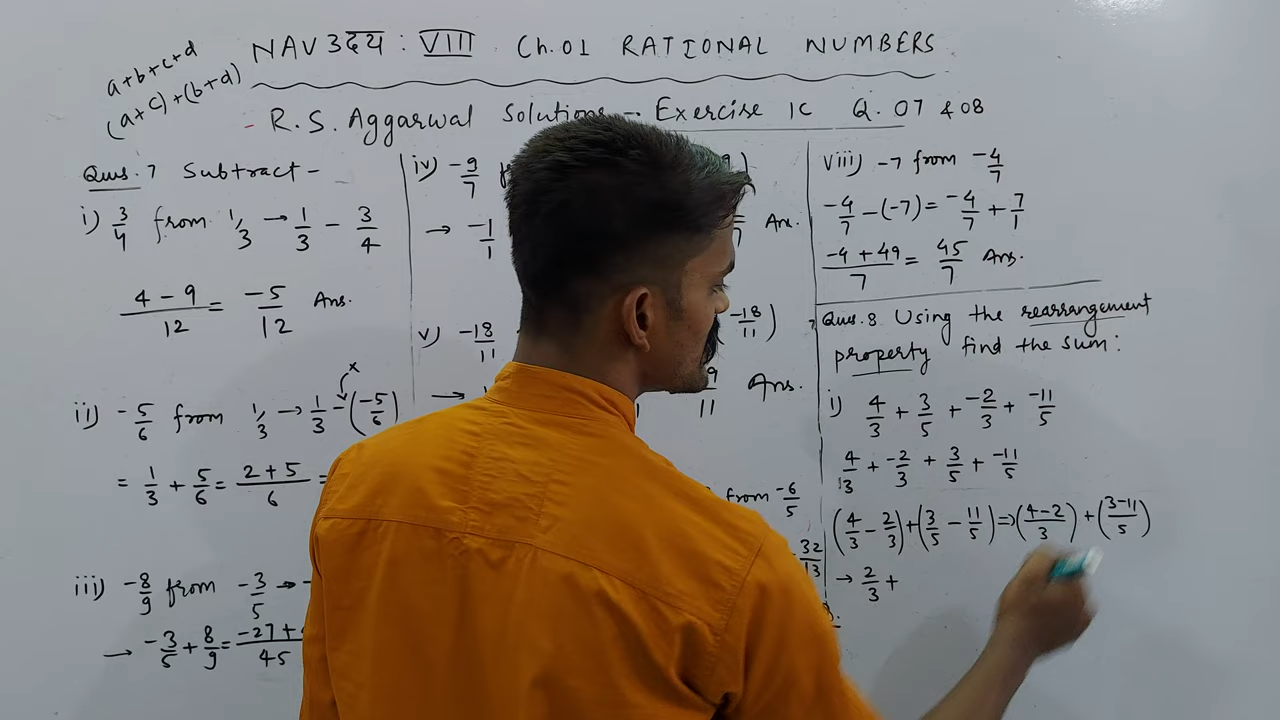 NAV उदय : VIII Ch.01 RATIONAL NUMBERS
a+b+c+d
(a+c)+(b+d)
- R.S. Aggarwal Solutions -- Exercise 1C Q. 07 & 08
Ques. 7 Subtract -
i) 3/4 from 1/3 → 1/3 - 3/4
(4 - 9)/12 = -5/12 Ans.
x
ii) -5/6 from 1/3 → 1/3 - (-5/6)
= 1/3 + 5/6 = (2+5)/6 =
iii) -8/9 from -3/5 →
→ -3/5 + 8/9 = (-27 +)/45
iv) -9/7
→ -1/1
Ans.
v) -18/11
-18/11)
→
9/11 Ans.
from -6/5
32/13
viii) -7 from -4/7
-4/7 - (-7) = -4/7 + 7/1
(-4 + 49)/7 = 45/7 Ans.
Ques. 8 Using the rearrangement
property find the sum :
i) 4/3 + 3/5 + -2/3 + -11/5
4/3 + -2/3 + 3/5 + -11/5
(4/3 - 2/3) + (3/5 - 11/5) ⇒ ((4-2)/3) + ((3-11)/5)
→ 2/3 +